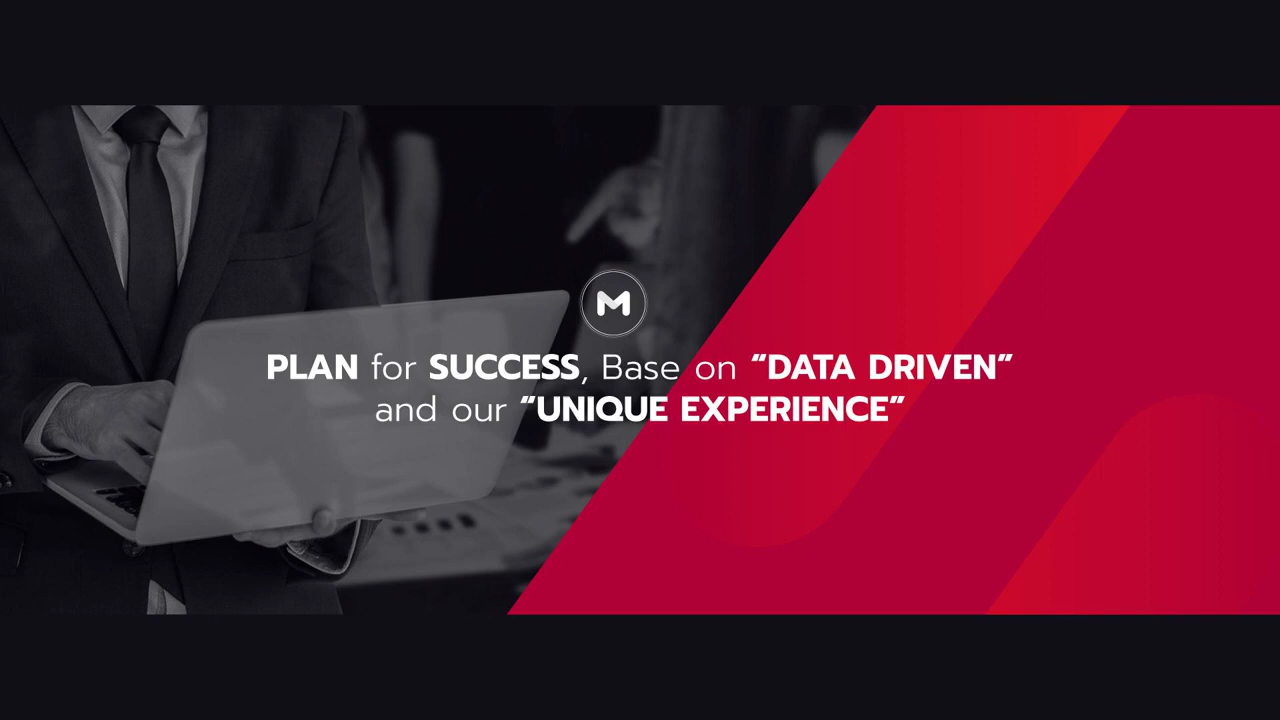 M
PLAN for SUCCESS, Base on “DATA DRIVEN”
and our “UNIQUE EXPERIENCE”